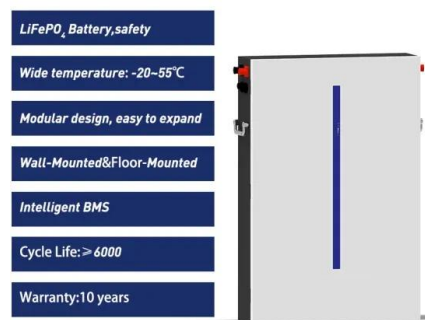 LiFePO₄ Battery,safety
Wide temperature: -20~55℃
Modular design, easy to expand
Wall-Mounted&Floor-Mounted
Intelligent BMS
Cycle Life:≥6000
Warranty:10 years